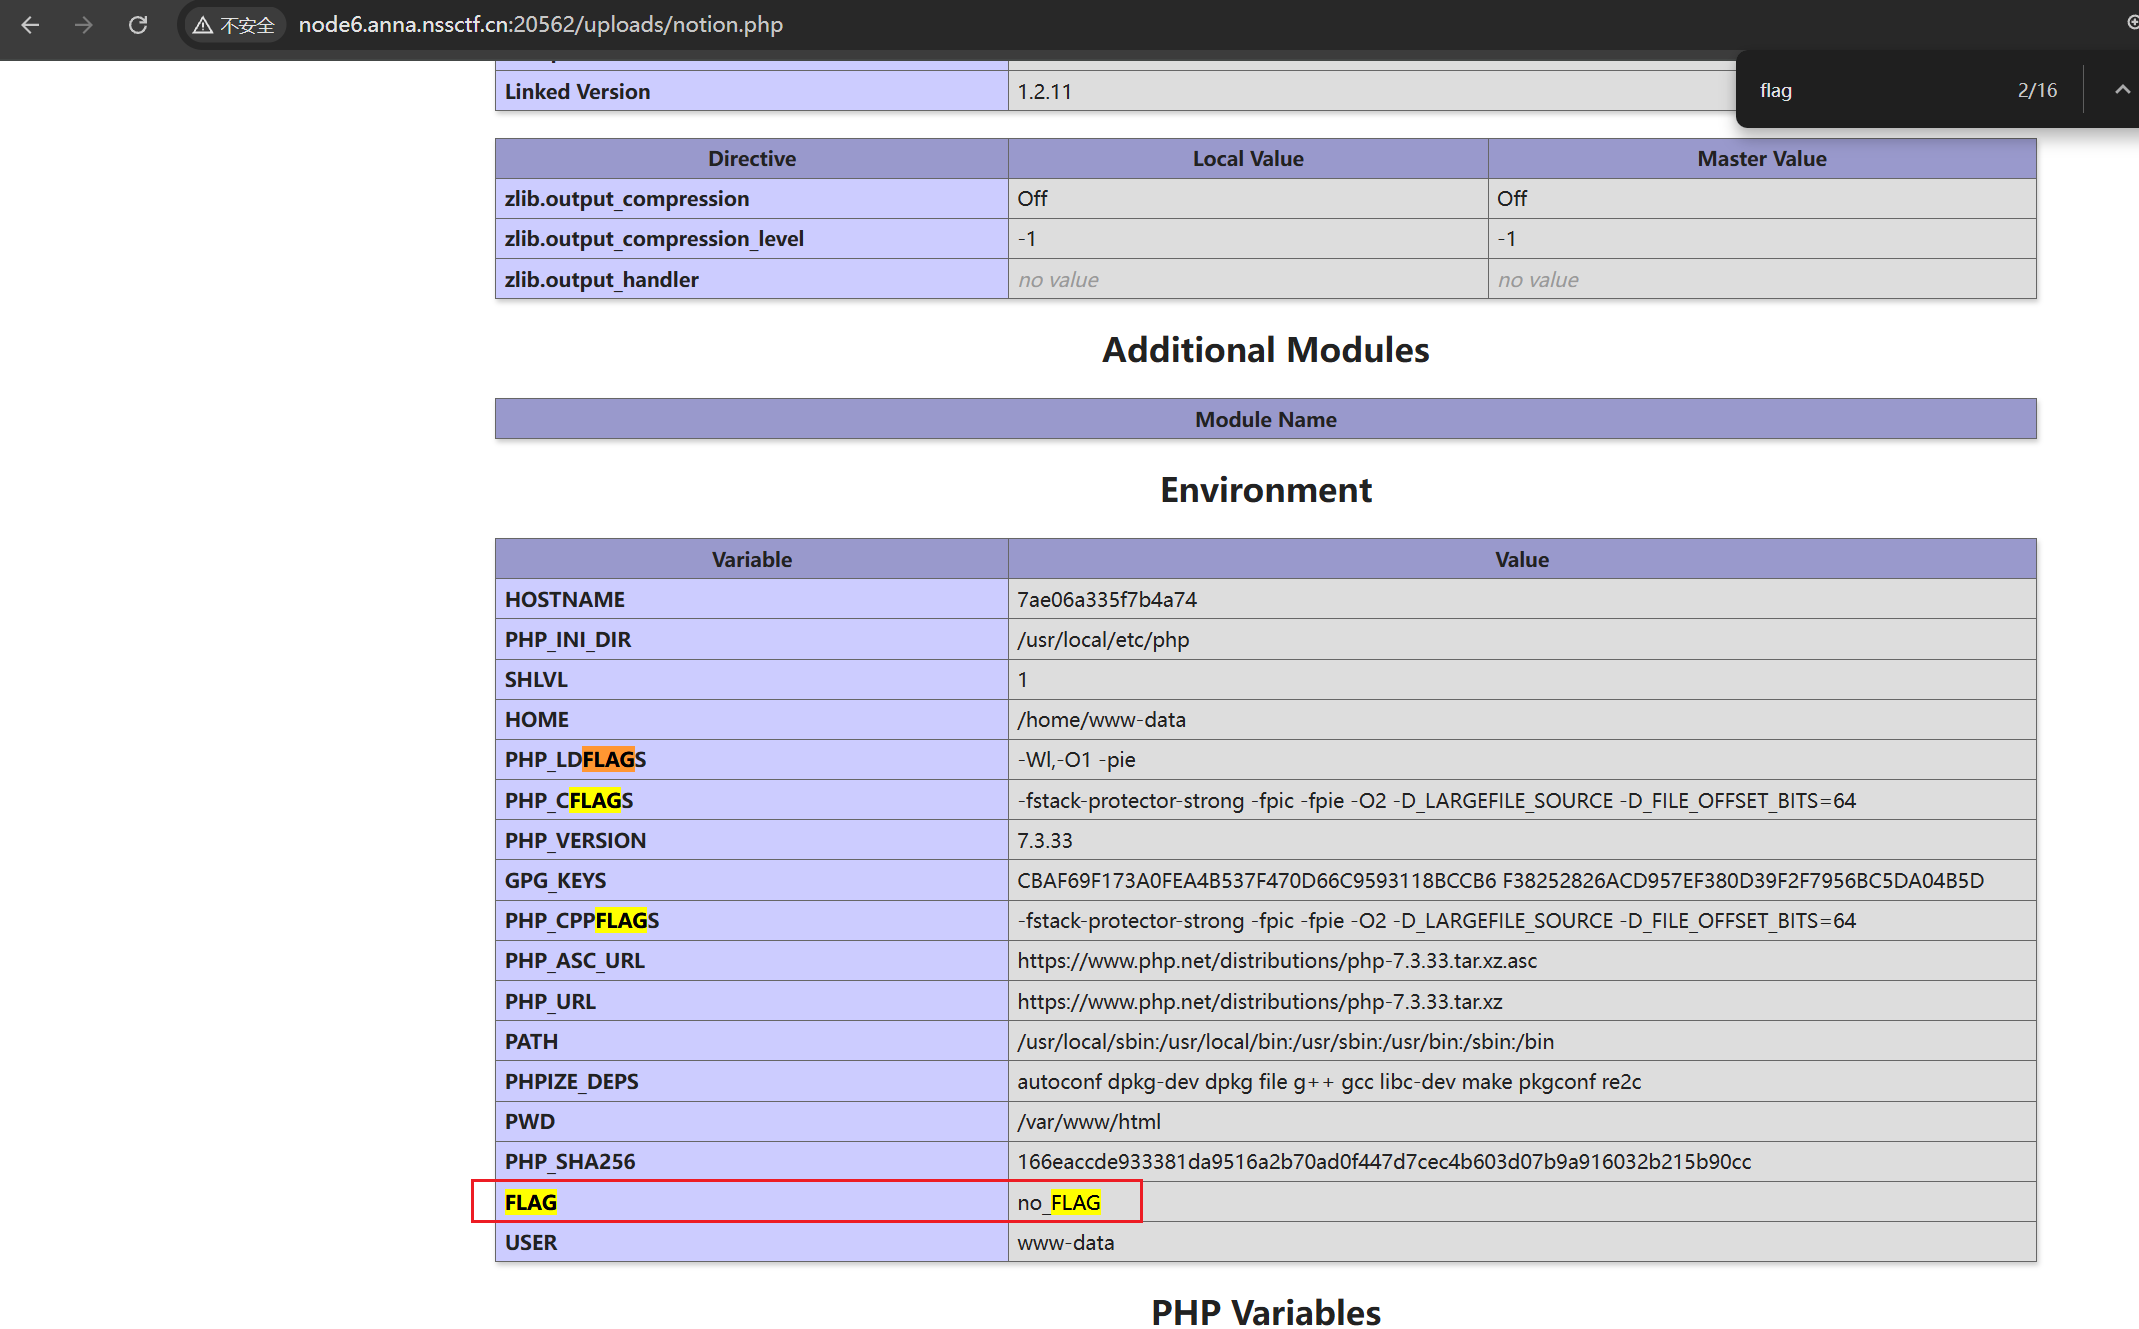 不安全 node6.anna.nssctf.cn:20562/uploads/notion.php
flag 2/16
Linked Version 1.2.11
Directive Local Value Master Value
zlib.output_compression Off Off
zlib.output_compression_level -1 -1
zlib.output_handler no value no value
Additional Modules
Module Name
Environment
Variable Value
HOSTNAME 7ae06a335f7b4a74
PHP_INI_DIR /usr/local/etc/php
SHLVL 1
HOME /home/www-data
PHP_LDFLAGS -Wl,-O1 -pie
PHP_CFLAGS -fstack-protector-strong -fpic -fpie -O2 -D_LARGEFILE_SOURCE -D_FILE_OFFSET_BITS=64
PHP_VERSION 7.3.33
GPG_KEYS CBAF69F173A0FEA4B537F470D66C9593118BCCB6 F38252826ACD957EF380D39F2F7956BC5DA04B5D
PHP_CPPFLAGS -fstack-protector-strong -fpic -fpie -O2 -D_LARGEFILE_SOURCE -D_FILE_OFFSET_BITS=64
PHP_ASC_URL https://www.php.net/distributions/php-7.3.33.tar.xz.asc
PHP_URL https://www.php.net/distributions/php-7.3.33.tar.xz
PATH /usr/local/sbin:/usr/local/bin:/usr/sbin:/usr/bin:/sbin:/bin
PHPIZE_DEPS autoconf dpkg-dev dpkg file g++ gcc libc-dev make pkgconf re2c
PWD /var/www/html
PHP_SHA256 166eaccde933381da9516a2b70ad0f447d7cec4b603d07b9a916032b215b90cc
FLAG no_FLAG
USER www-data
PHP Variables